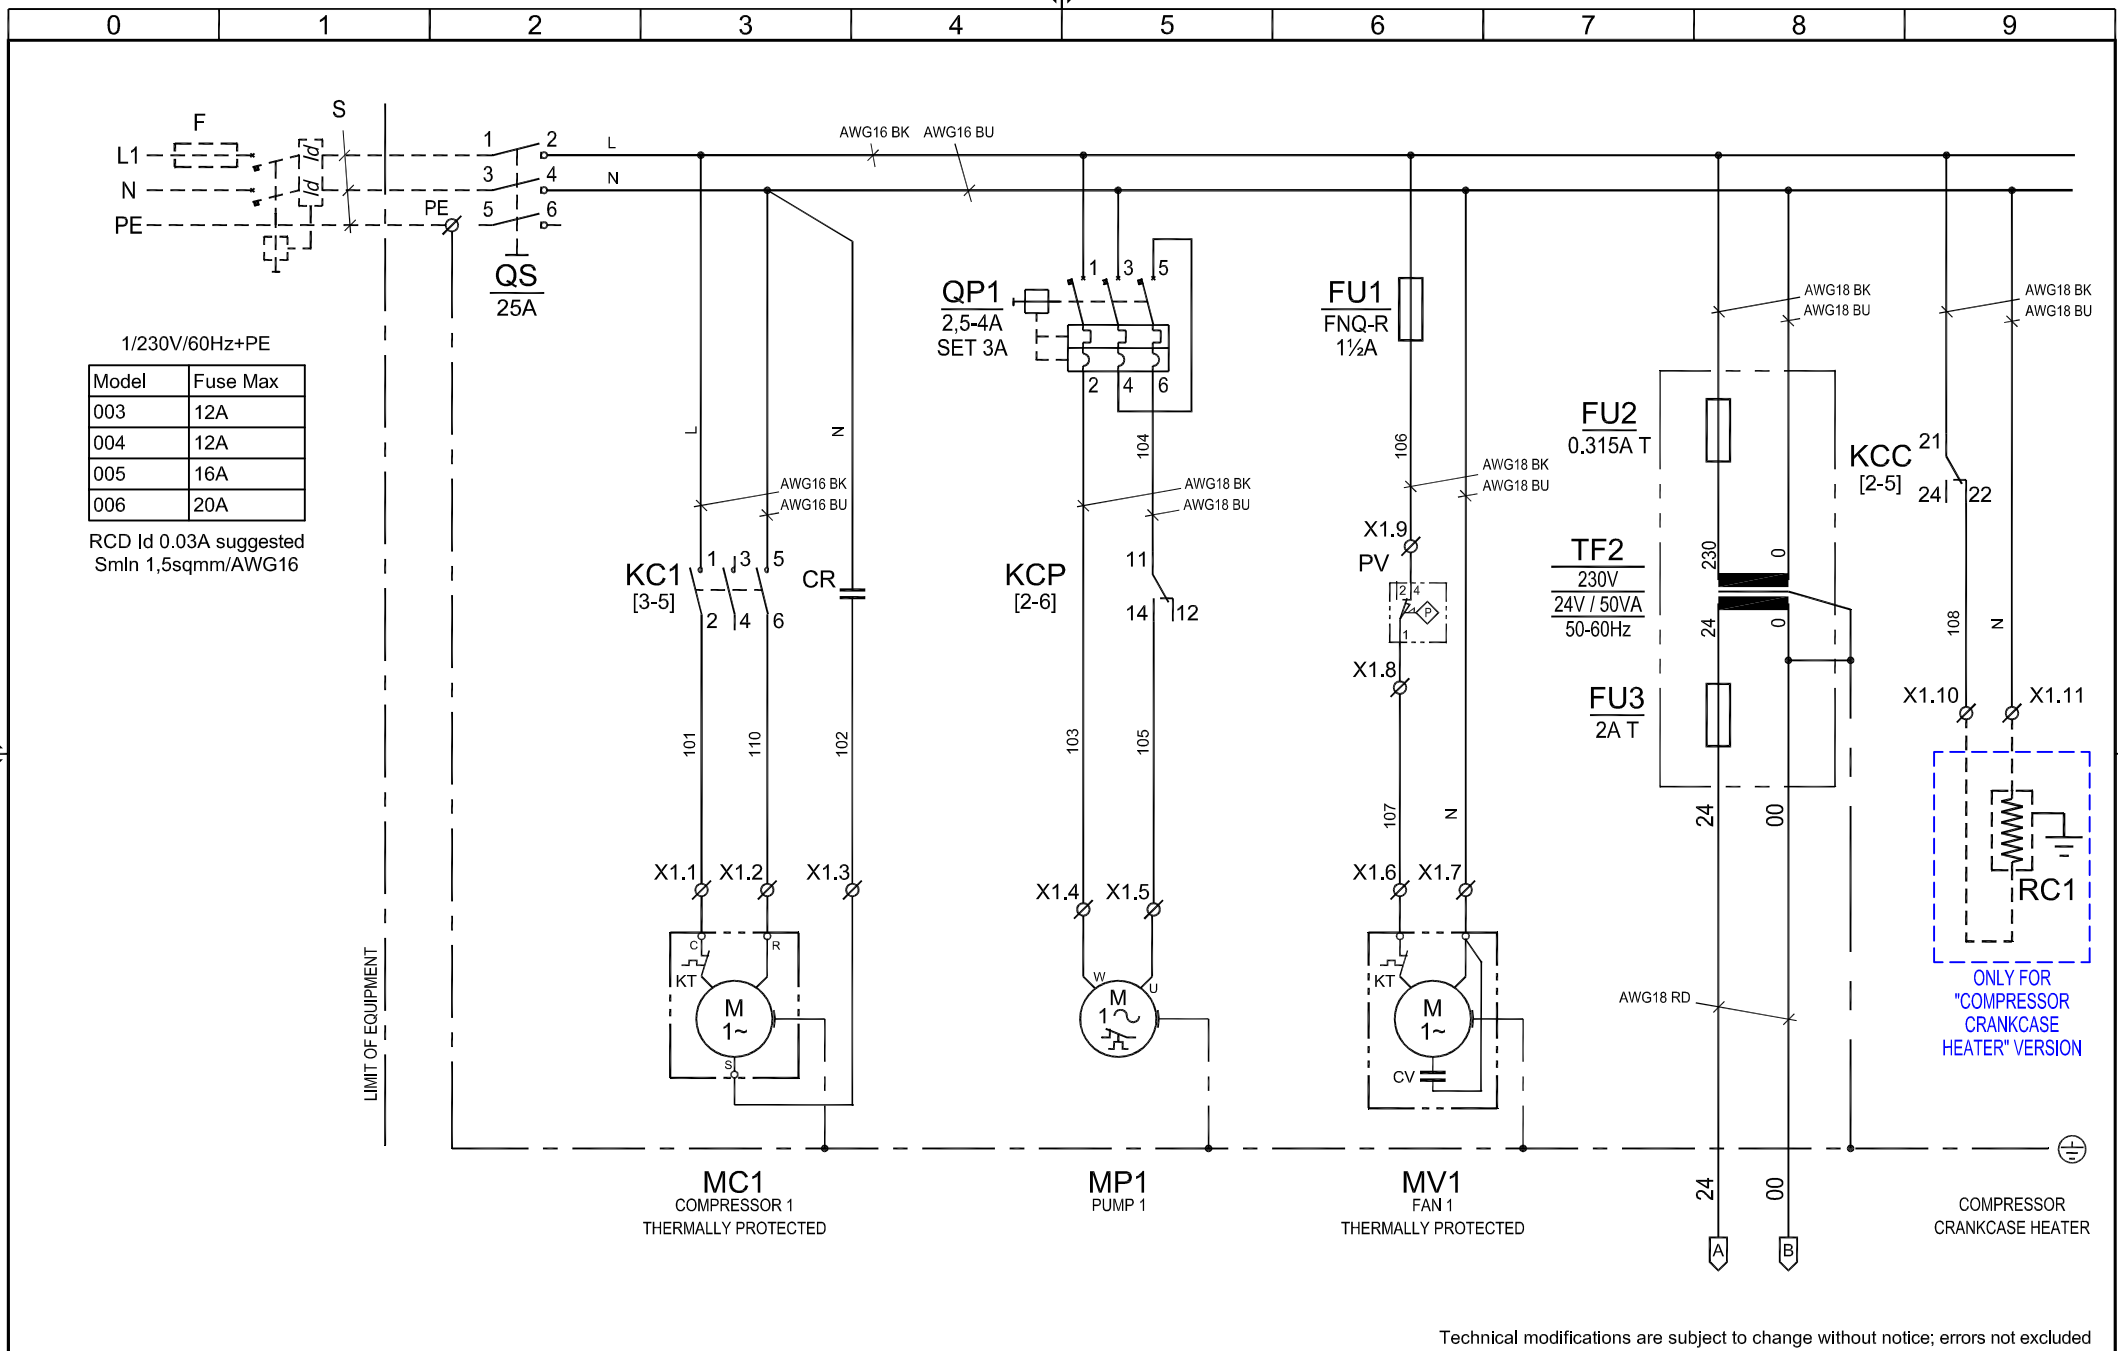 0 1 2 3 4 5 6 7 8 9
F
S
L1
N
PE
Id
Id
PE
1 2
3 4
5 6
QS
25A
L
N
AWG16 BK AWG16 BU
1/230V/60Hz+PE
Model Fuse Max
003 12A
004 12A
005 16A
006 20A
RCD Id 0.03A suggested
SmIn 1,5sqmm/AWG16
LIMIT OF EQUIPMENT
L
N
AWG16 BK
AWG16 BU
KC1
[3-5]
1 3 5
2 4 6
CR
101
110
102
X1.1 X1.2 X1.3
C
R
KT
M
1~
S
MC1
COMPRESSOR 1
THERMALLY PROTECTED
QP1
2,5-4A
SET 3A
1 3 5
2 4 6
104
AWG18 BK
AWG18 BU
KCP
[2-6]
11
14 12
103
105
X1.4 X1.5
W
U
M
1
MP1
PUMP 1
FU1
FNQ-R
1½A
106
AWG18 BK
AWG18 BU
X1.9
PV
2 4
P
1
X1.8
107
N
X1.6 X1.7
KT
M
1~
CV
MV1
FAN 1
THERMALLY PROTECTED
AWG18 BK
AWG18 BU
FU2
0.315A T
TF2
230V
24V / 50VA
50-60Hz
230
0
24
0
FU3
2A T
24
00
AWG18 RD
24
00
A
B
AWG18 BK
AWG18 BU
KCC
[2-5]
21
24 22
108
N
X1.10 X1.11
RC1
ONLY FOR
"COMPRESSOR
CRANKCASE
HEATER" VERSION
COMPRESSOR
CRANKCASE HEATER
Technical modifications are subject to change without notice; errors not excluded